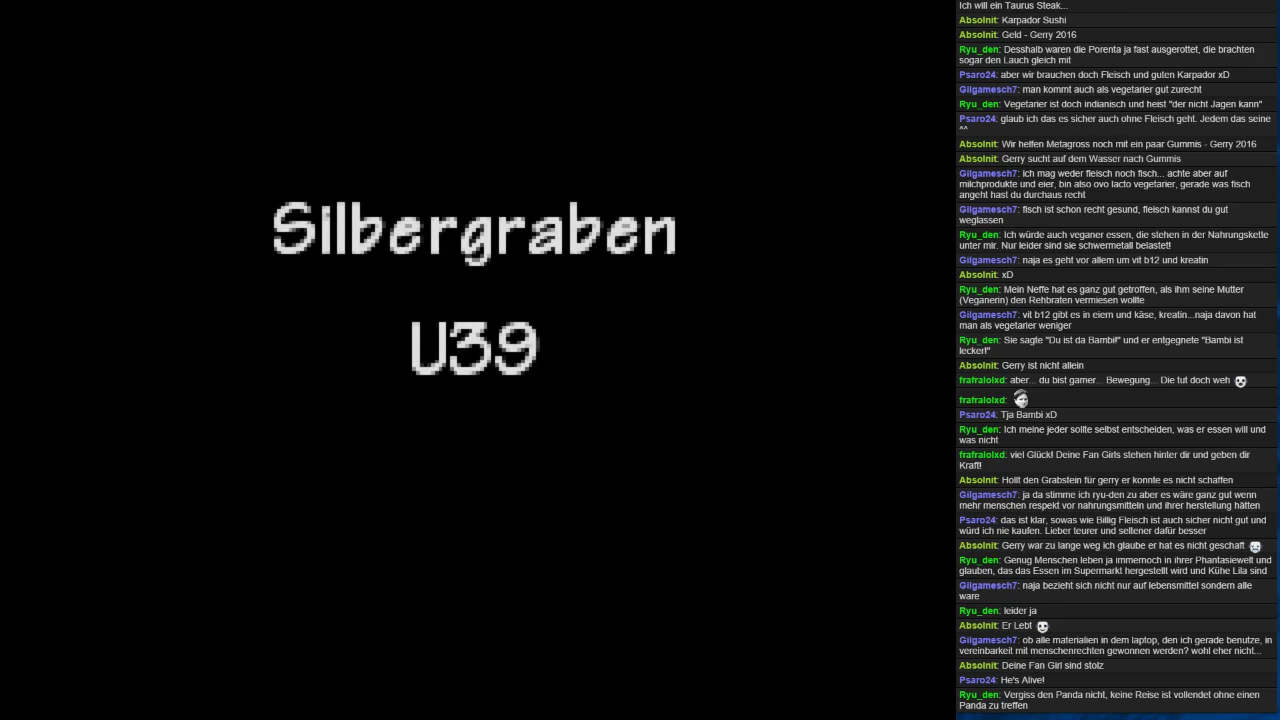 Silbergraben
U39
Ich will ein Taurus Steak...
Absolnit: Karpador Sushi
Absolnit: Geld - Gerry 2016
Ryu_den: Desshalb waren die Porenta ja fast ausgerottet, die brachten
sogar den Lauch gleich mit
Psaro24: aber wir brauchen doch Fleisch und guten Karpador xD
Gilgamesch7: man kommt auch als vegetarier gut zurecht
Ryu_den: Vegetarier ist doch indianisch und heist "der nicht Jagen kann"
Psaro24: glaub ich das es sicher auch ohne Fleisch geht. Jedem das seine
^^
Absolnit: Wir helfen Metagross noch mit ein paar Gummis - Gerry 2016
Absolnit: Gerry sucht auf dem Wasser nach Gummis
Gilgamesch7: ich mag weder fleisch noch fisch... achte aber auf
milchprodukte und eier, bin also ovo lacto vegetarier, gerade was fisch
angeht hast du durchaus recht
Gilgamesch7: fisch ist schon recht gesund, fleisch kannst du gut
weglassen
Ryu_den: Ich würde auch veganer essen, die stehen in der Nahrungskette
unter mir. Nur leider sind sie schwermetall belastet!
Gilgamesch7: naja es geht vor allem um vit b12 und kreatin
Absolnit: xD
Ryu_den: Mein Neffe hat es ganz gut getroffen, als ihm seine Mutter
(Veganerin) den Rehbraten vermiesen wollte
Gilgamesch7: vit b12 gibt es in eiern und käse, kreatin...naja davon hat
man als vegetarier weniger
Ryu_den: Sie sagte "Du ist da Bambi!" und er entgegnete "Bambi ist
lecker!"
Absolnit: Gerry ist nicht allein
frafralolxd: aber... du bist gamer... Bewegung... Die tut doch weh
frafralolxd:
Psaro24: Tja Bambi xD
Ryu_den: Ich meine jeder sollte selbst entscheiden, was er essen will und
was nicht
frafralolxd: viel Glück! Deine Fan Girls stehen hinter dir und geben dir
Kraft!
Absolnit: Hollt den Grabstein für gerry er konnte es nicht schaffen
Gilgamesch7: ja da stimme ich ryu-den zu aber es wäre ganz gut wenn
mehr menschen respekt vor nahrungsmitteln und ihrer herstellung hätten
Psaro24: das ist klar, sowas wie Billig Fleisch ist auch sicher nicht gut und
würd ich nie kaufen. Lieber teurer und seltener dafür besser
Absolnit: Gerry war zu lange weg ich glaube er hat es nicht geschaft
Ryu_den: Genug Menschen leben ja immernoch in ihrer Phantasiewelt und
glauben, das das Essen im Supermarkt hergestellt wird und Kühe Lila sind
Gilgamesch7: naja bezieht sich nicht nur auf lebensmittel sondern alle
ware
Ryu_den: leider ja
Absolnit: Er Lebt
Gilgamesch7: ob alle materialien in dem laptop, den ich gerade benutze, in
vereinbarkeit mit menschenrechten gewonnen werden? wohl eher nicht...
Absolnit: Deine Fan Girl sind stolz
Psaro24: He's Alive!
Ryu_den: Vergiss den Panda nicht, keine Reise ist vollendet ohne einen
Panda zu treffen